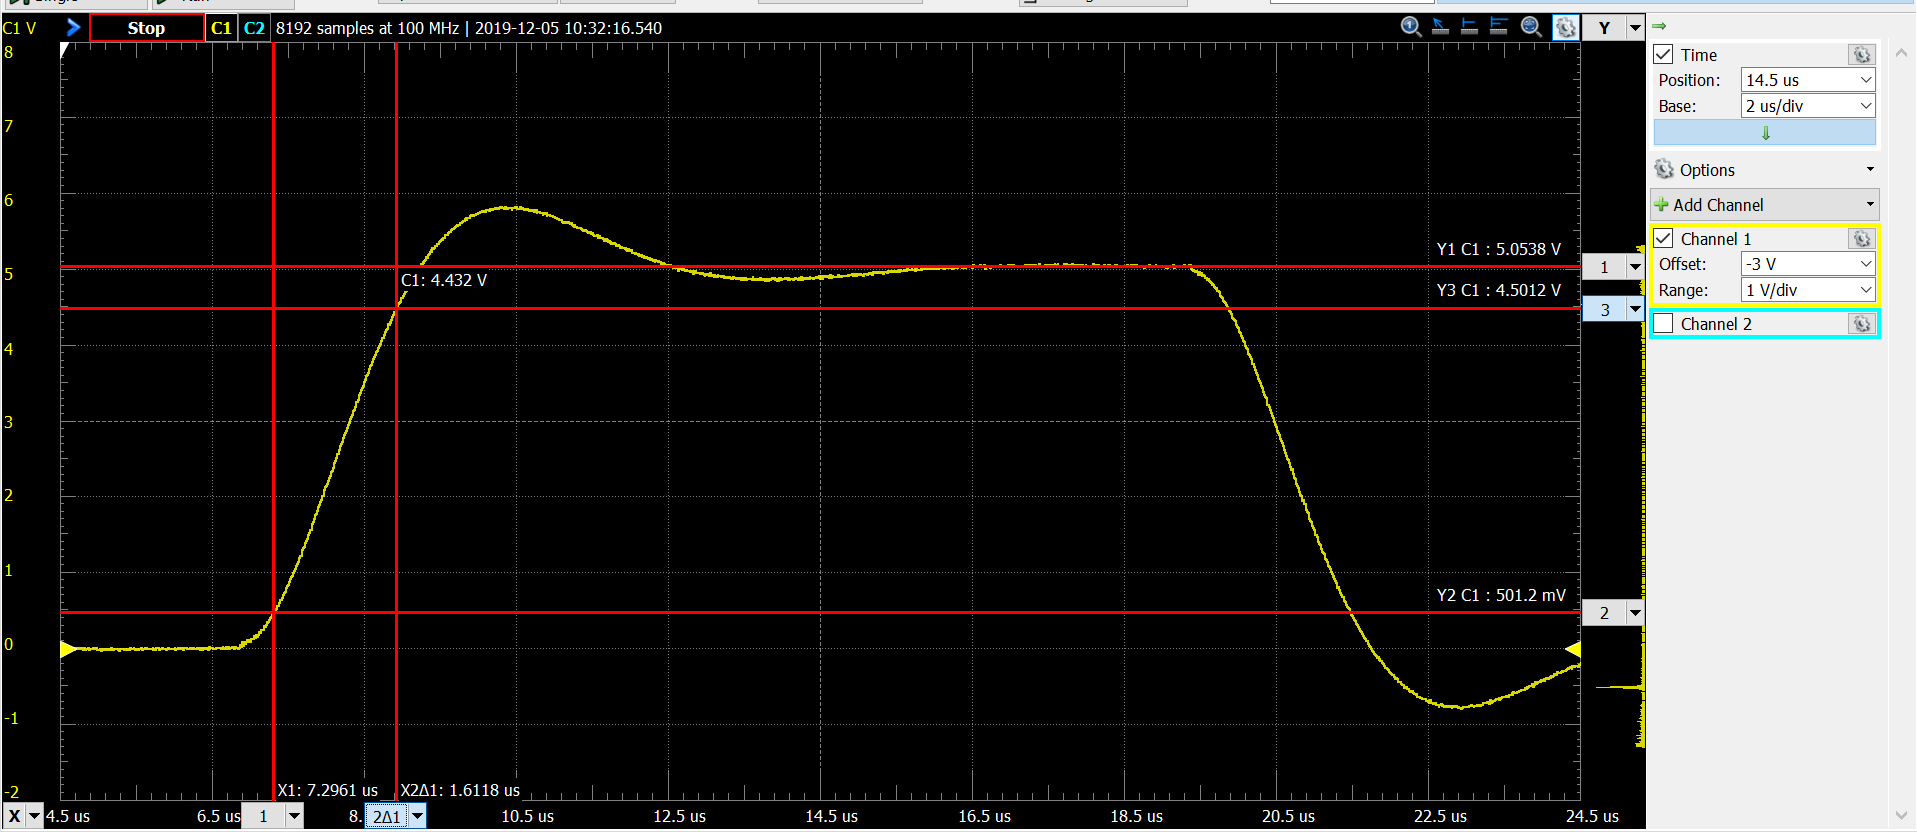 C1 V
Stop
C1
C2
8192 samples at 100 MHz | 2019-12-05 10:32:16.540
Y
8
7
6
5
4
3
2
1
0
-1
-2
Y1 C1 : 5.0538 V
C1: 4.432 V
Y3 C1 : 4.5012 V
Y2 C1 : 501.2 mV
1
3
2
X1: 7.2961 us
X2Δ1: 1.6118 us
X
4.5 us
6.5 us
1
8.
2Δ1
10.5 us
12.5 us
14.5 us
16.5 us
18.5 us
20.5 us
22.5 us
24.5 us
Time
Position: 14.5 us
Base: 2 us/div
Options
Add Channel
Channel 1
Offset: -3 V
Range: 1 V/div
Channel 2